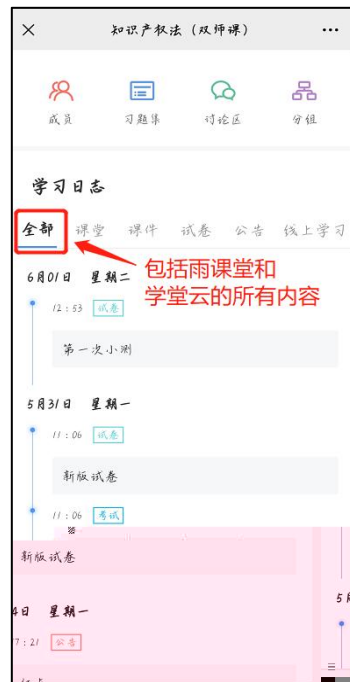 知识产权法（双师课）
成员 习题集 讨论区 分组
学习日志
全部 课堂 课件 试卷 公告 线上学习
包括雨课堂和
学堂云的所有内容
6月01日 星期二
12:53 试卷
第一次小测
5月31日 星期一
11:06 试卷
新版试卷
11:06 考试
新版试卷
4日 星期一
7:21 公告